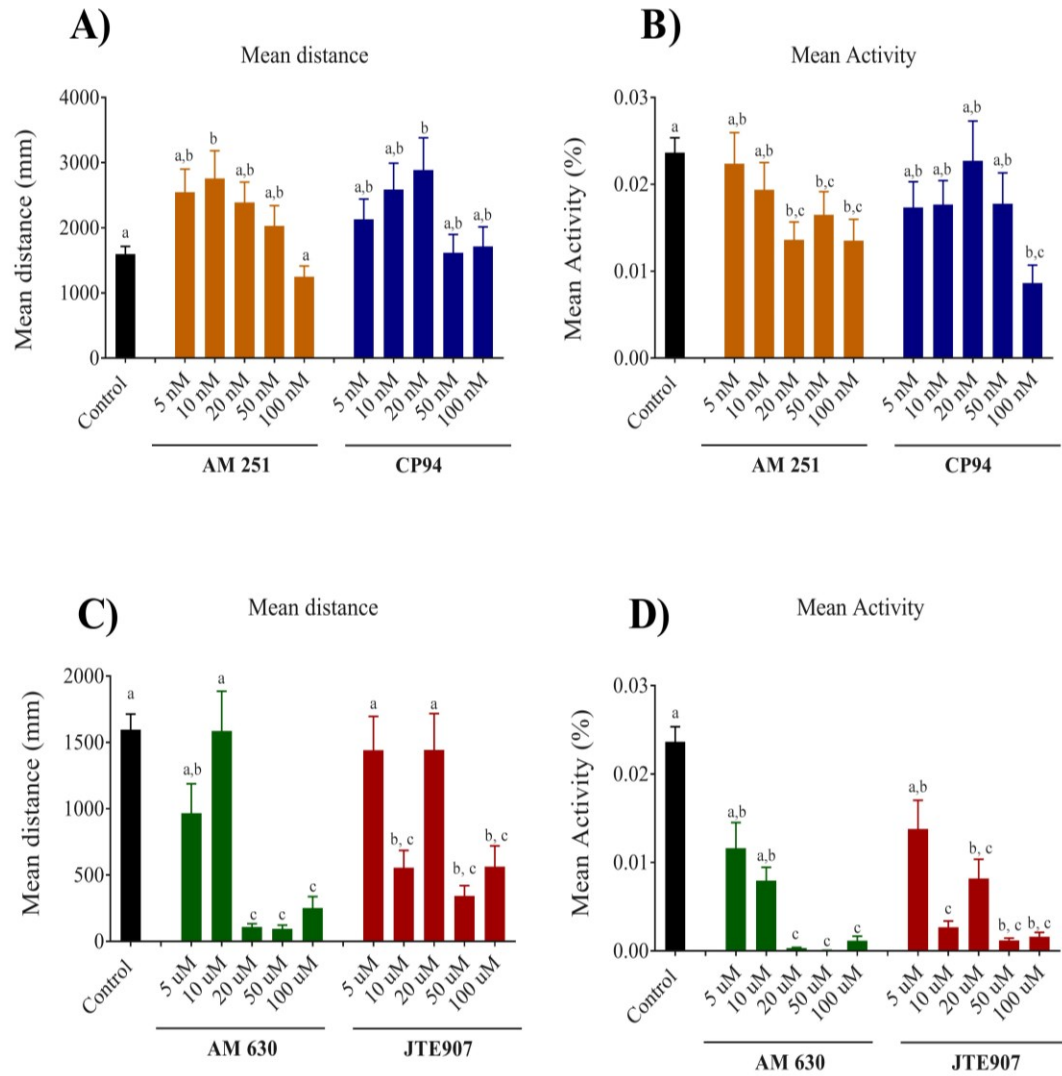 A)
Mean distance
Mean distance (mm)
4000
3000
2000
1000
0
a
a,b
b
a,b
a,b
a
a,b
a,b
b
a,b
a,b
Control
5 nM
10 nM
20 nM
50 nM
100 nM
5 nM
10 nM
20 nM
50 nM
100 nM
AM 251
CP94
B)
Mean Activity
Mean Activity (%)
0.03
0.02
0.01
0.00
a
a,b
a,b
b,c
b,c
b,c
a,b
a,b
a,b
a,b
b,c
Control
5 nM
10 nM
20 nM
50 nM
100 nM
5 nM
10 nM
20 nM
50 nM
100 nM
AM 251
CP94
C)
Mean distance
Mean distance (mm)
2000
1500
1000
500
0
a
a,b
a
c
c
c
a
b, c
a
b, c
b, c
Control
5 uM
10 uM
20 uM
50 uM
100 uM
5 uM
10 uM
20 uM
50 uM
100 uM
AM 630
JTE907
D)
Mean Activity
Mean Activity (%)
0.03
0.02
0.01
0.00
a
a,b
a,b
c
c
c
a,b
c
b, c
b, c
b, c
Control
5 uM
10 uM
20 uM
50 uM
100 uM
5 uM
10 uM
20 uM
50 uM
100 uM
AM 630
JTE907